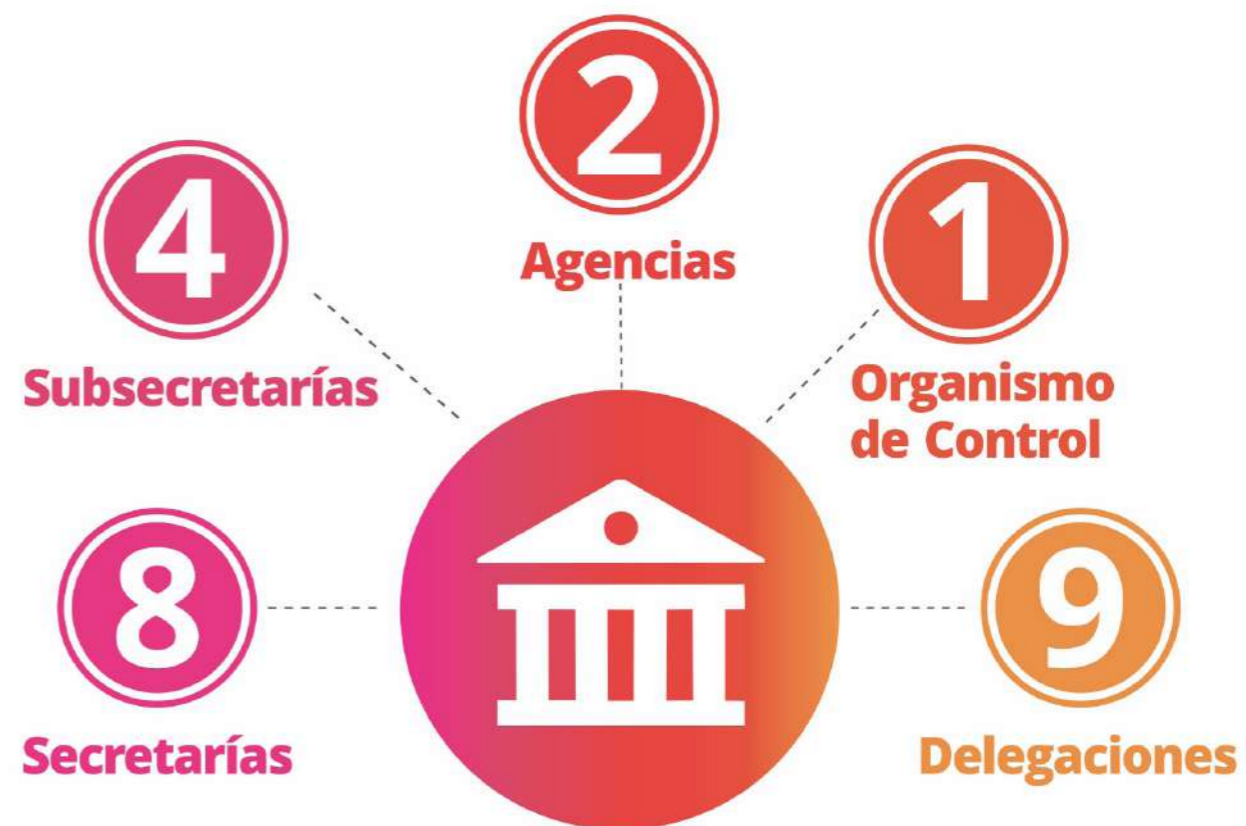 2
Agencias
4
Subsecretarías
1
Organismo
de Control
8
Secretarías
9
Delegaciones